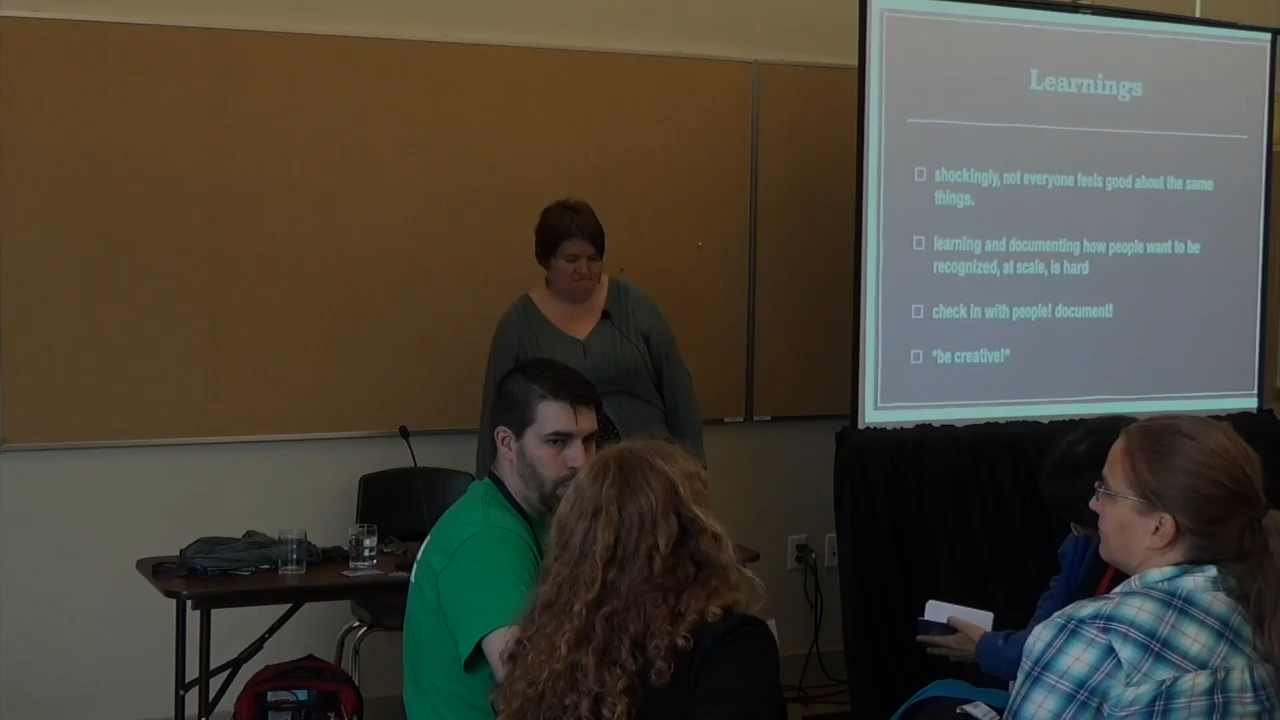 Learnings
shockingly, not everyone feels good about the same
things.
learning and documenting how people want to be
recognized, at scale, is hard
check in with people! document!
*be creative!*